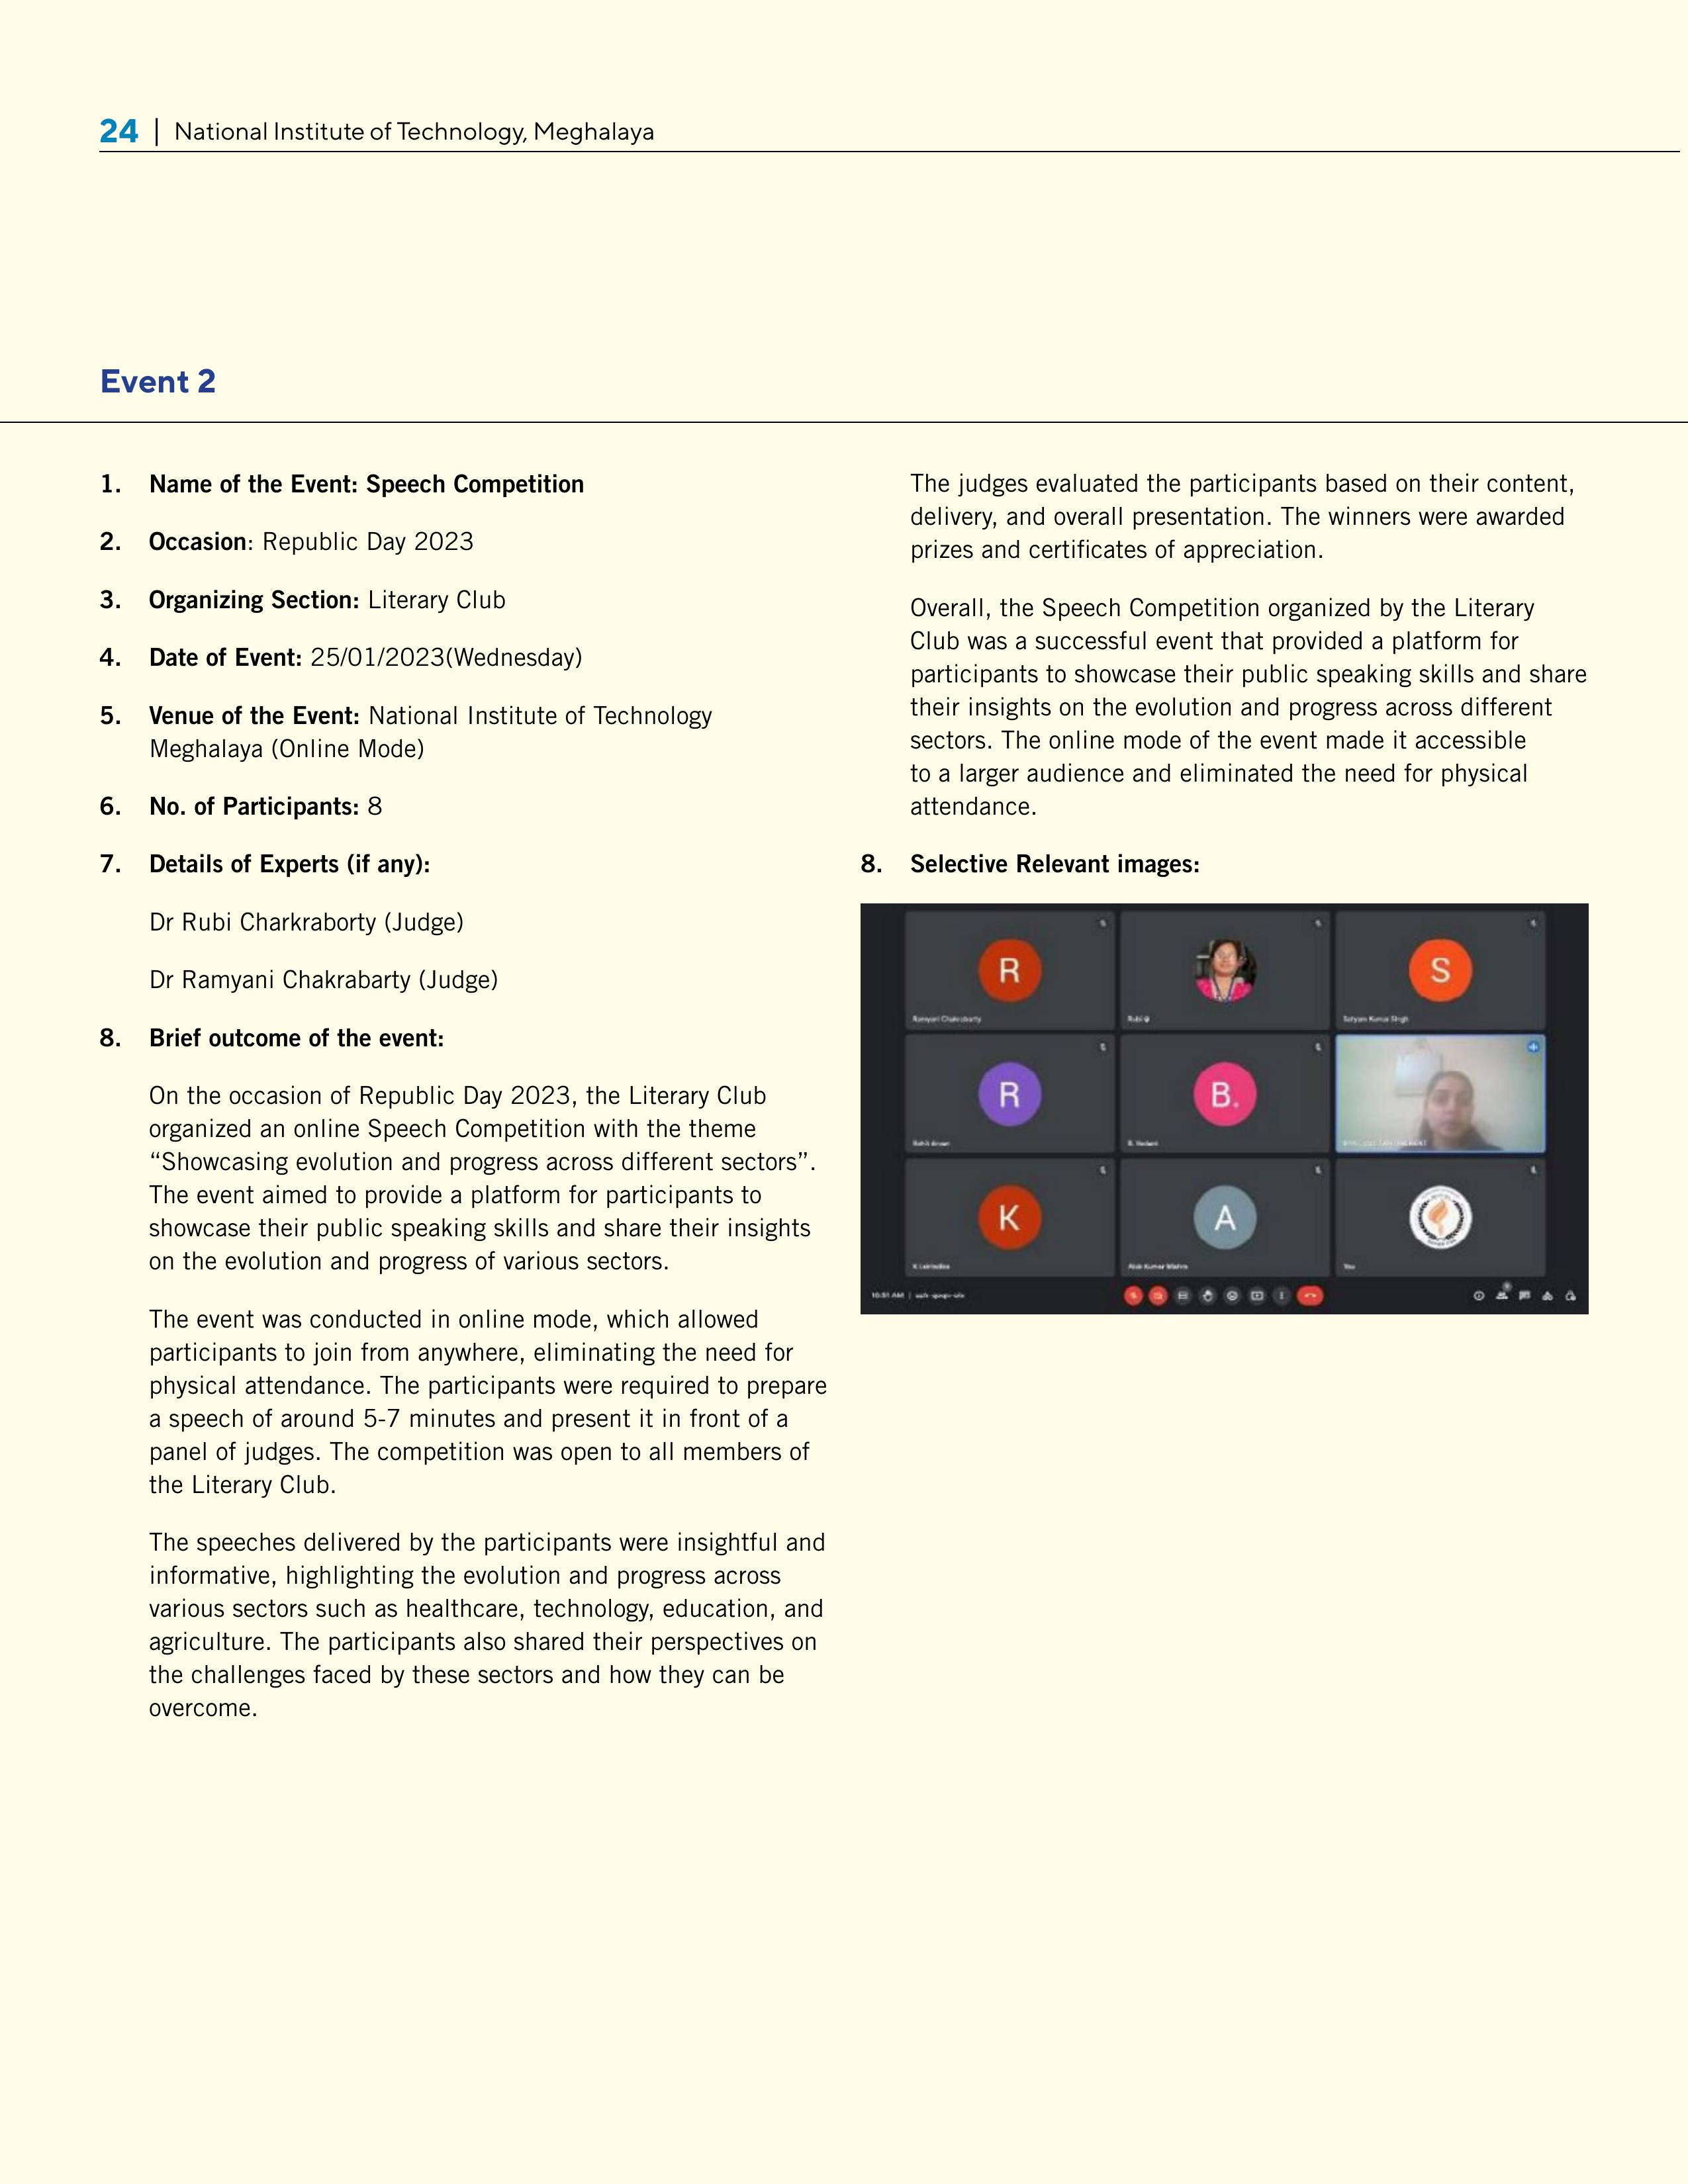 24 | National Institute of Technology, Meghalaya
Event 2
1. Name of the Event: Speech Competition
2. Occasion: Republic Day 2023
3. Organizing Section: Literary Club
4. Date of Event: 25/01/2023(Wednesday)
5. Venue of the Event: National Institute of Technology
Meghalaya (Online Mode)
6. No. of Participants: 8
7. Details of Experts (if any):
Dr Rubi Charkraborty (Judge)
Dr Ramyani Chakrabarty (Judge)
8. Brief outcome of the event:
On the occasion of Republic Day 2023, the Literary Club
organized an online Speech Competition with the theme
“Showcasing evolution and progress across different sectors”.
The event aimed to provide a platform for participants to
showcase their public speaking skills and share their insights
on the evolution and progress of various sectors.
The event was conducted in online mode, which allowed
participants to join from anywhere, eliminating the need for
physical attendance. The participants were required to prepare
a speech of around 5-7 minutes and present it in front of a
panel of judges. The competition was open to all members of
the Literary Club.
The speeches delivered by the participants were insightful and
informative, highlighting the evolution and progress across
various sectors such as healthcare, technology, education, and
agriculture. The participants also shared their perspectives on
the challenges faced by these sectors and how they can be
overcome.
The judges evaluated the participants based on their content,
delivery, and overall presentation. The winners were awarded
prizes and certificates of appreciation.
Overall, the Speech Competition organized by the Literary
Club was a successful event that provided a platform for
participants to showcase their public speaking skills and share
their insights on the evolution and progress across different
sectors. The online mode of the event made it accessible
to a larger audience and eliminated the need for physical
attendance.
8. Selective Relevant images:
R
S
Ramyani Chakrabarty
Satyam Kumar Singh
R
B.
K
A
Alok Kumar Mishra
You
10:51 AM